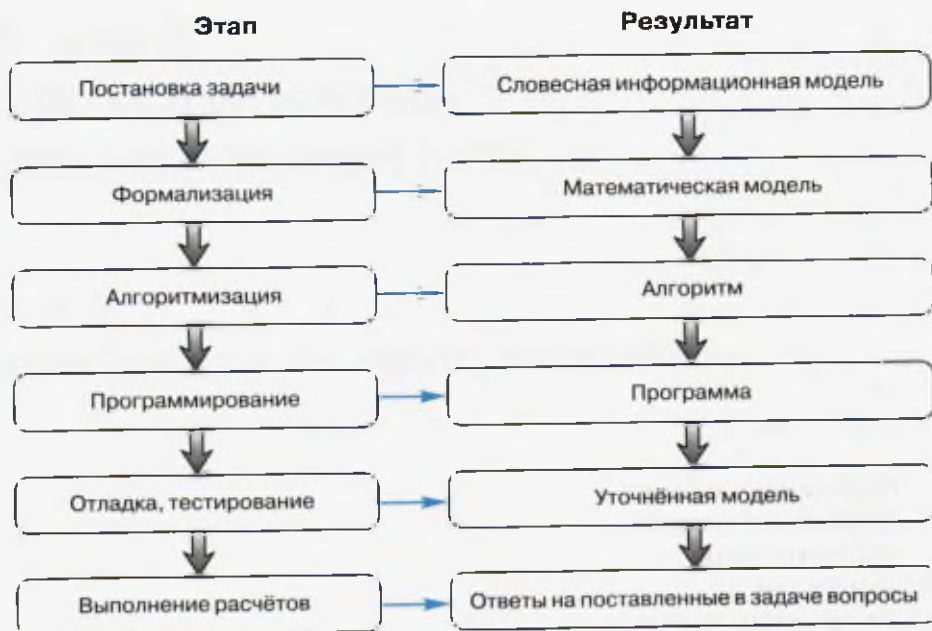 Этап Результат
Постановка задачи Словесная информационная модель
Формализация Математическая модель
Алгоритмизация Алгоритм
Программирование Программа
Отладка, тестирование Уточнённая модель
Выполнение расчётов Ответы на поставленные в задаче вопросы